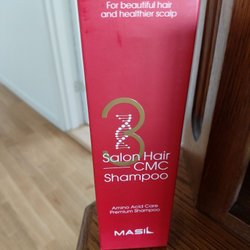 For beautiful hair
and healthier scalp
3
Salon Hair
CMC
Shampoo
Amino Acid Care
Premium Shampoo
MASIL